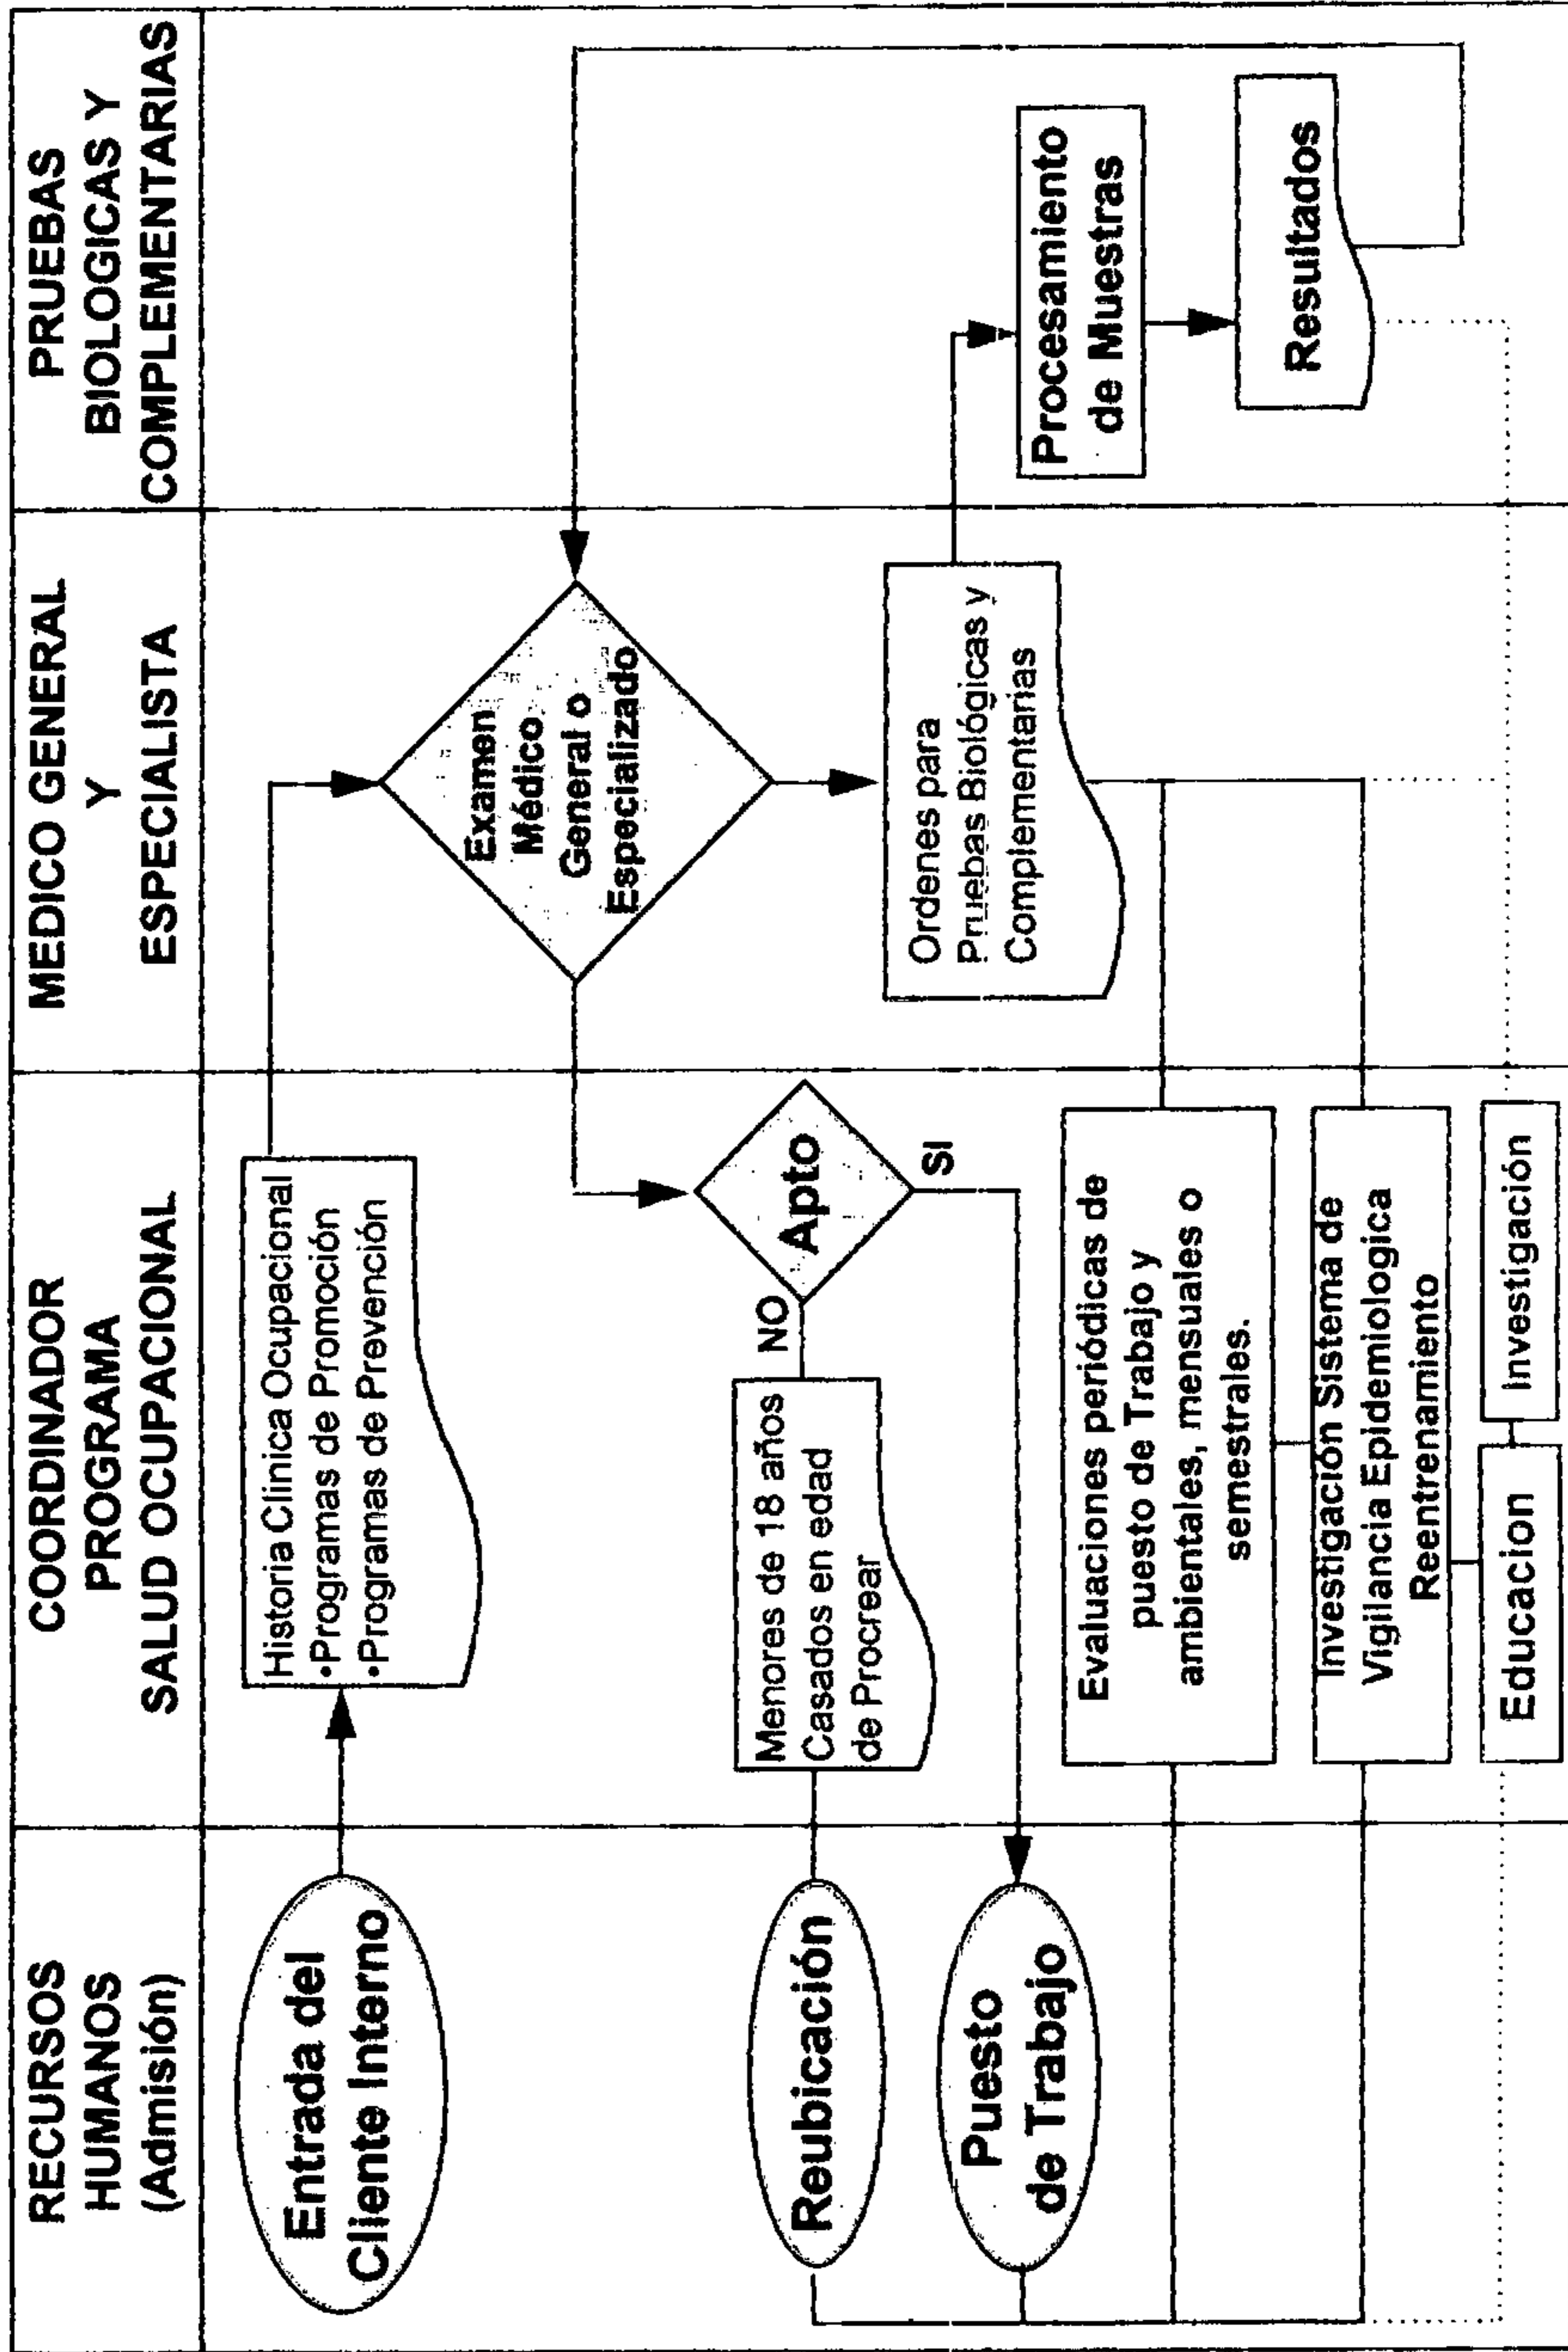 RECURSOS
HUMANOS
(Admisión)
COORDINADOR
PROGRAMA
SALUD OCUPACIONAL
MEDICO GENERAL
Y
ESPECIALISTA
PRUEBAS
BIOLOGICAS Y
COMPLEMENTARIAS
Entrada del
Cliente Interno
Historia Clínica Ocupacional
•Programas de Promoción
•Programas de Prevención
Examen
Médico
General o
Especializado
Apto
NO
SI
Menores de 18 años
Casados en edad
de Procrear
Reubicación
Puesto
de Trabajo
Ordenes para
Pruebas Biológicas y
Complementarias
Procesamiento
de Muestras
Resultados
Evaluaciones periódicas de
puesto de Trabajo y
ambientales, mensuales o
semestrales.
Investigación Sistema de
Vigilancia Epidemiologica
Reentrenamiento
Educacion
Investigación